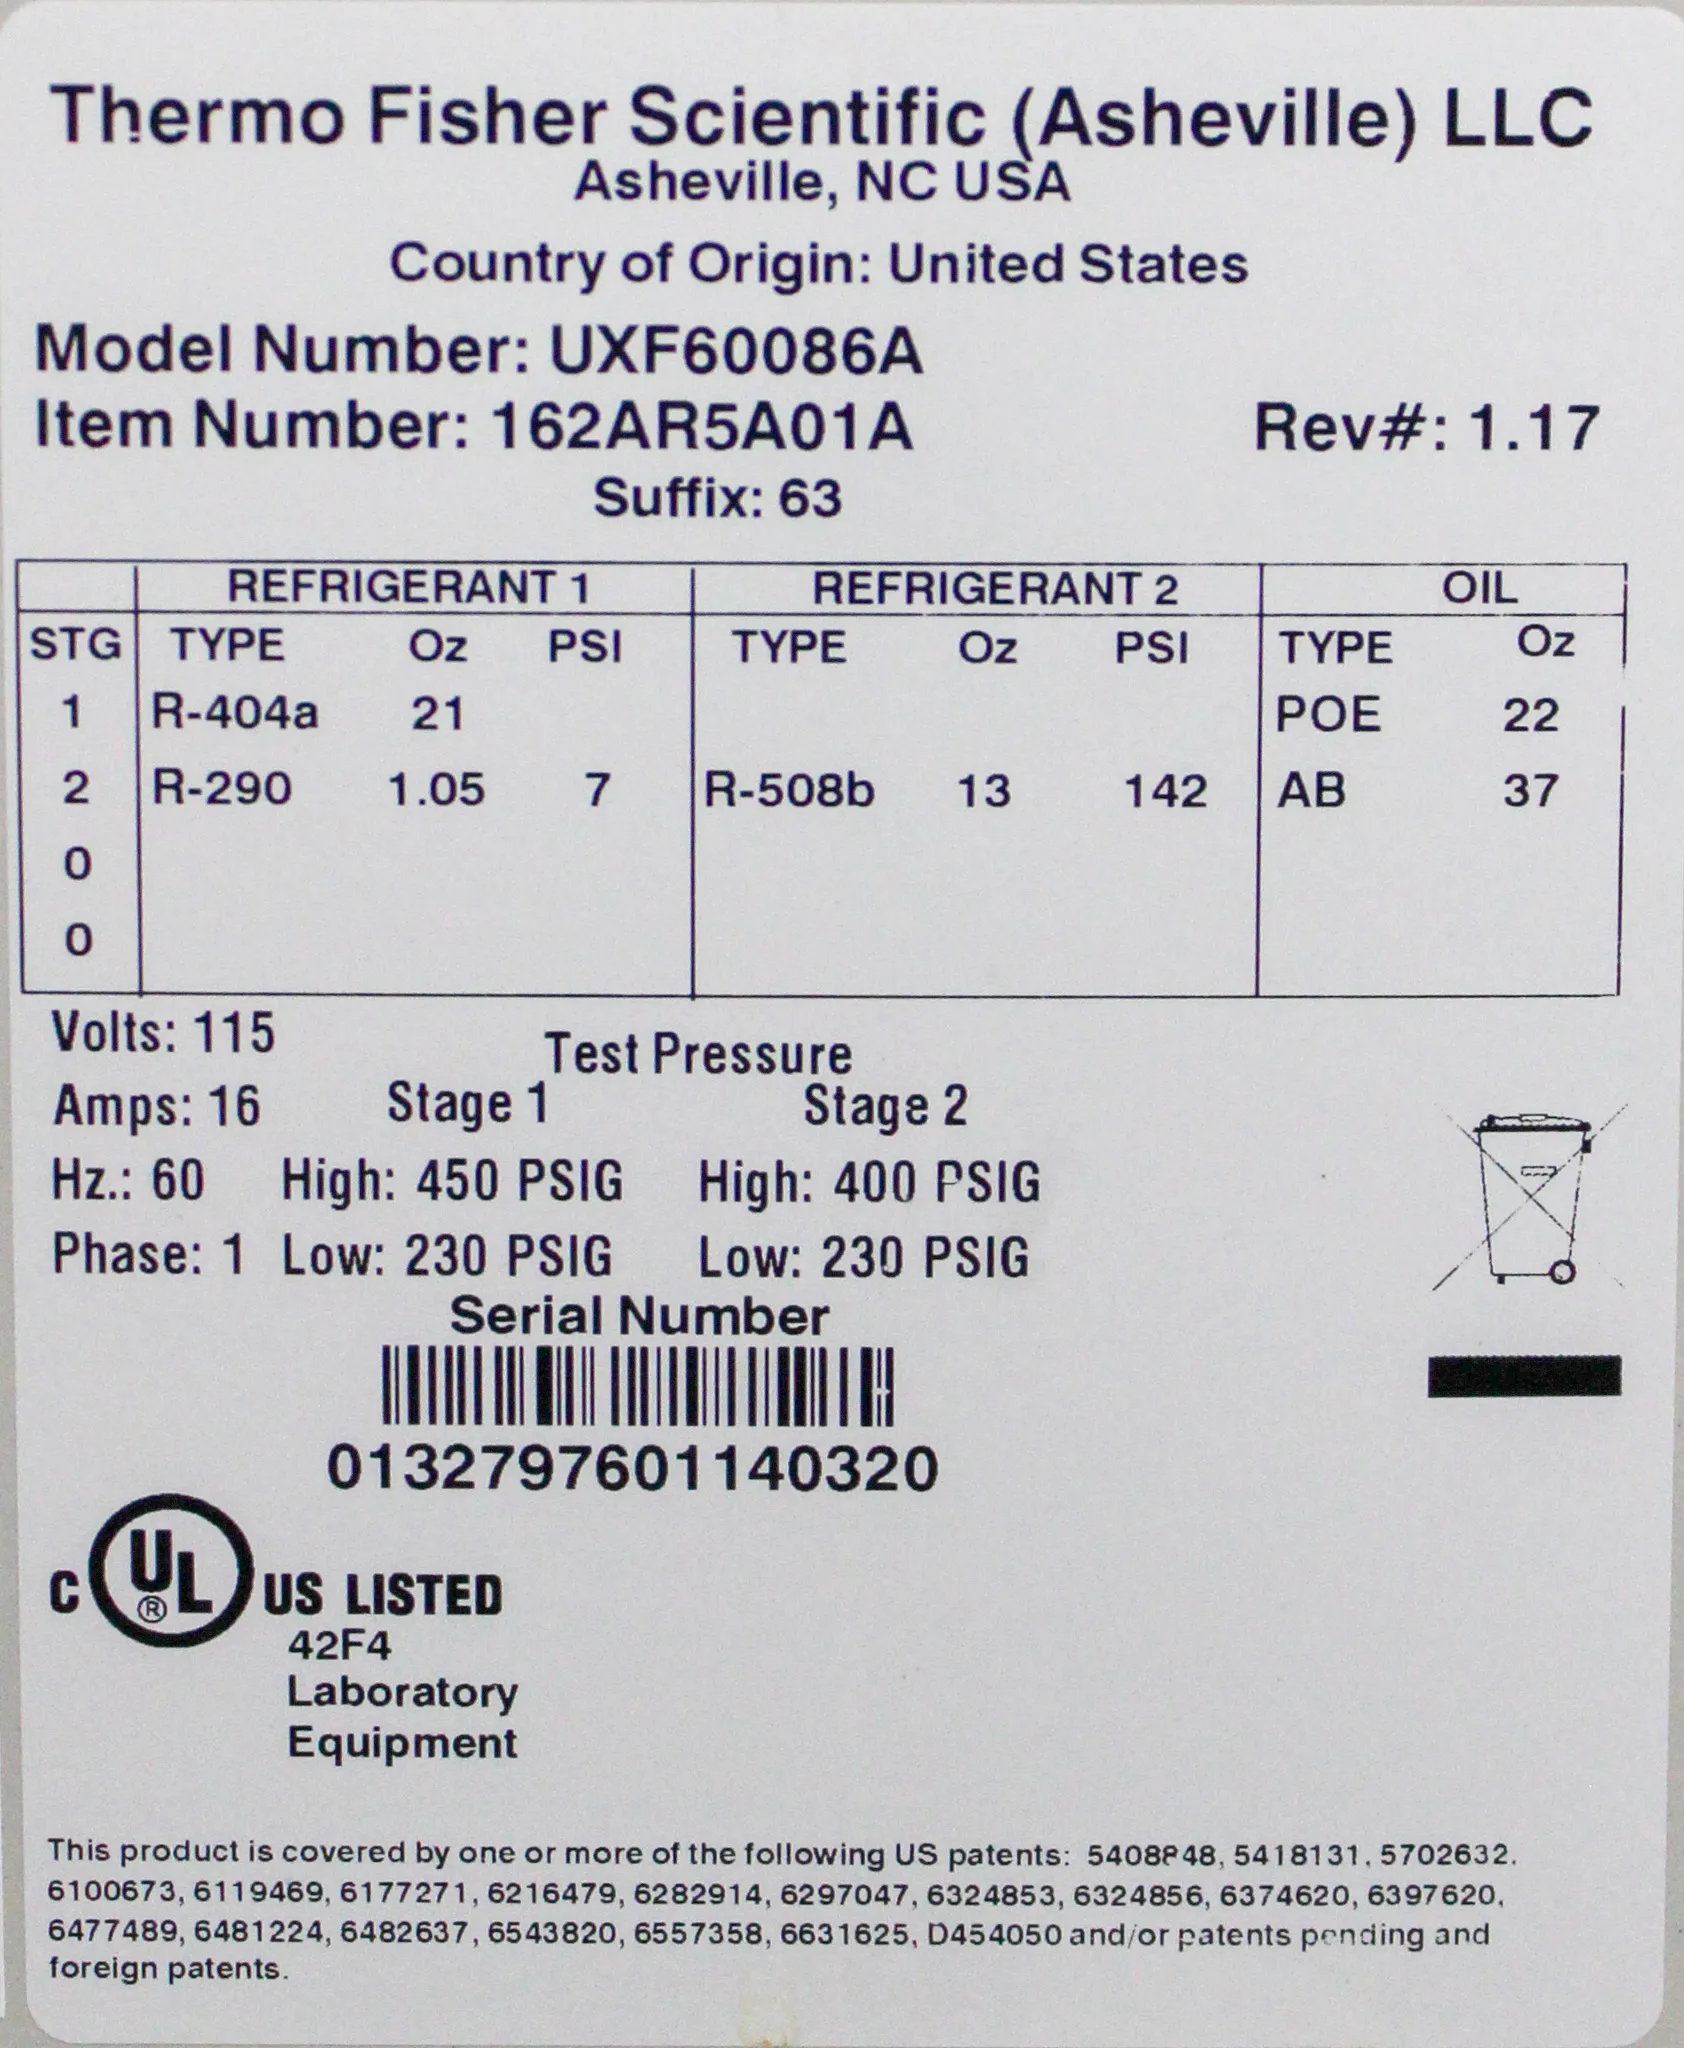 Thermo Fisher Scientific (Asheville) LLC
Asheville, NC USA
Country of Origin: United States
Model Number: UXF60086A
Item Number: 162AR5A01A Rev#: 1.17
Suffix: 63
REFRIGERANT 1 REFRIGERANT 2 OIL
STG TYPE Oz PSI TYPE Oz PSI TYPE Oz
1 R-404a 21 POE 22
2 R-290 1.05 7 R-508b 13 142 AB 37
0
0
Volts: 115 Test Pressure
Amps: 16 Stage 1 Stage 2
Hz.: 60 High: 450 PSIG High: 400 PSIG
Phase: 1 Low: 230 PSIG Low: 230 PSIG
Serial Number
0132797601140320
C UL ® US LISTED
42F4
Laboratory
Equipment
This product is covered by one or more of the following US patents: 5418131, 5702632,
6100673, 6119469, 6177271, 6216479, 6282914, 6297047, 6324853, 6324856, 6374620, 6397620,
6477489, 6481224, 6482637, 6543820, 6557358, 6631625, D454050 and/or patents pending and
foreign patents.